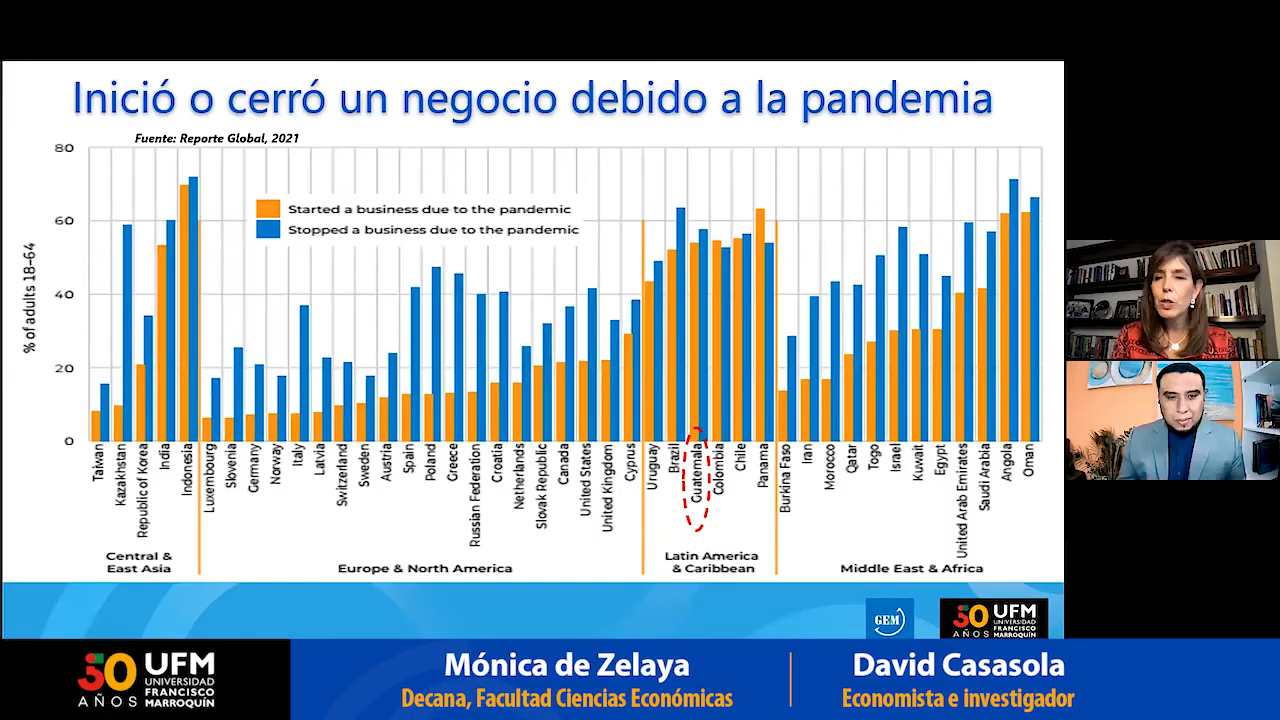 Inició o cerró un negocio debido a la pandemia
Fuente: Reporte Global, 2021
% of adults 18-64
80
60
40
20
0
Started a business due to the pandemic
Stopped a business due to the pandemic
Taiwan
Kazakhstan
Republic of Korea
India
Indonesia
Luxembourg
Slovenia
Germany
Norway
Italy
Latvia
Switzerland
Sweden
Austria
Spain
Poland
Greece
Russian Federation
Croatia
Netherlands
Slovak Republic
Canada
United States
United Kingdom
Cyprus
Uruguay
Brazil
Guatemala
Colombia
Chile
Panama
Burkina Faso
Iran
Morocco
Qatar
Togo
Israel
Kuwait
Egypt
United Arab Emirates
Saudi Arabia
Angola
Oman
Central &
East Asia
Europe & North America
Latin America
& Caribbean
Middle East & Africa
GEM
50
AÑOS
UFM
UNIVERSIDAD
FRANCISCO
MARROQUÍN
50
AÑOS
UFM
UNIVERSIDAD
FRANCISCO
MARROQUÍN
Mónica de Zelaya
Decana, Facultad Ciencias Económicas
David Casasola
Economista e investigador